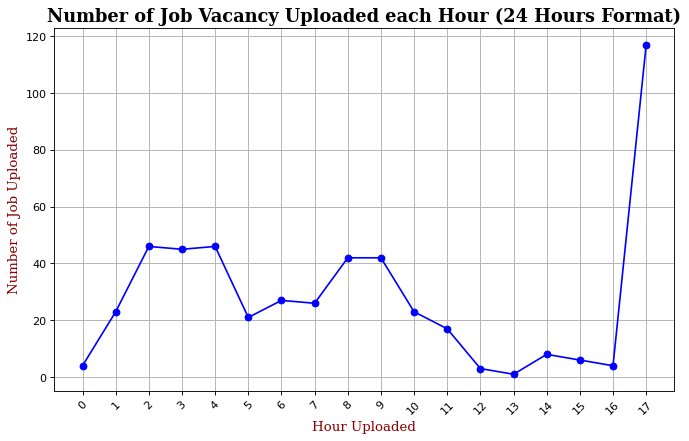 Number of Job Vacancy Uploaded each Hour (24 Hours Format)
120
100
80
60
40
20
0
Number of Job Uploaded
0 1 2 3 4 5 6 7 8 9 10 11 12 13 14 15 16 17
Hour Uploaded